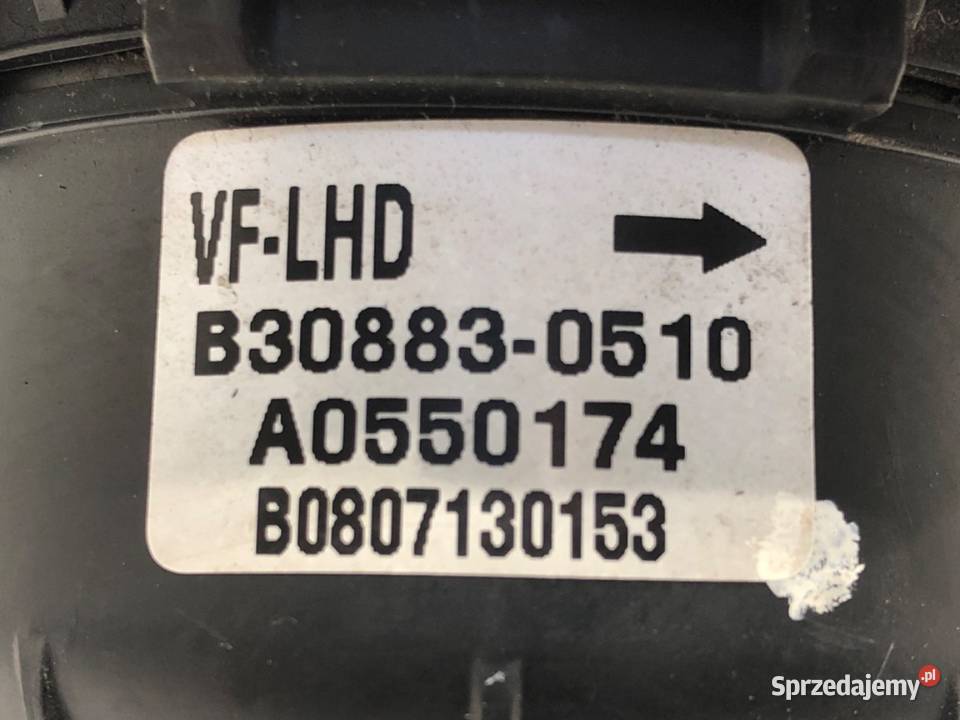 VF-LHD
B30883-0510
A0550174
B0807130153
Sprzedajemy.pl